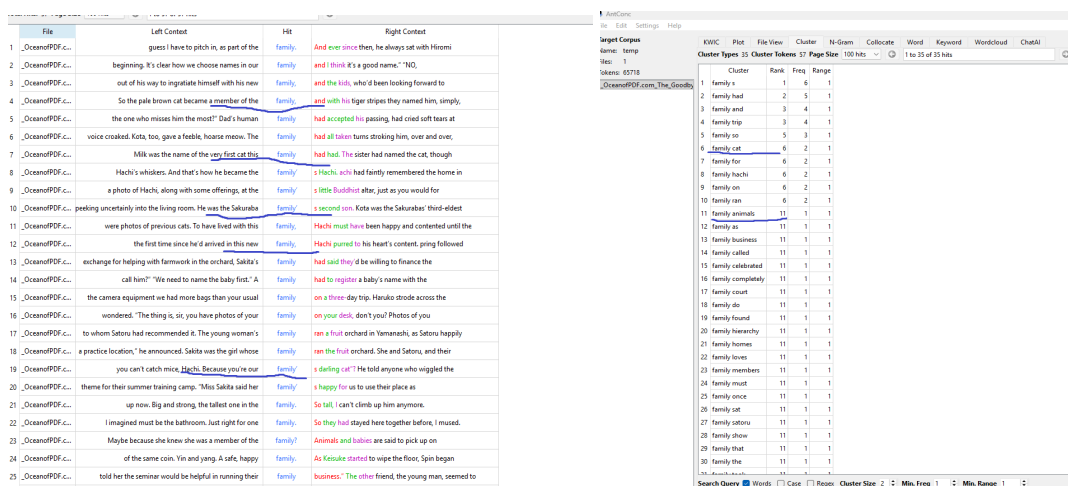 File Left Context Hit Right Context
1 _OceanofPDF.c... guess I have to pitch in, as part of the family. And ever since then, he always sat with Hiromi
2 _OceanofPDF.c... beginning. It's clear how we choose names in our family, and I think it's a good name." "NO,
3 _OceanofPDF.c... out of his way to ingratiate himself with his new family and the kids, who'd been looking forward to
4 _OceanofPDF.c... So the pale brown cat became a member of the family, and with his tiger stripes they named him, simply,
5 _OceanofPDF.c... the one who misses him the most?" Dad's human family had accepted his passing, had cried soft tears at
6 _OceanofPDF.c... voice croaked. Kota, too, gave a feeble, hoarse meow. The family had all taken turns stroking him, over and over,
7 _OceanofPDF.c... Milk was the name of the very first cat this family had had. The sister had named the cat, though
8 _OceanofPDF.c... Hachi's whiskers. And that's how he became the family' s Hachi. achi had faintly remembered the home in
9 _OceanofPDF.c... a photo of Hachi, along with some offerings, at the family' s little Buddhist altar, just as you would for
10 _OceanofPDF.c... peeking uncertainly into the living room. He was the Sakuraba family' s second son. Kota was the Sakurabas' third-eldest
11 _OceanofPDF.c... were photos of previous cats. To have lived with this family, Hachi must have been happy and contented until the
12 _OceanofPDF.c... the first time since he'd arrived in this new family, Hachi purred to his heart's content. pring followed
13 _OceanofPDF.c... exchange for helping with farmwork in the orchard, Sakita's family had said they'd be willing to finance the
14 _OceanofPDF.c... call him?" "We need to name the baby first." A family had to register a baby's name with the
15 _OceanofPDF.c... the camera equipment we had more bags than your usual family on a three-day trip. Haruko strode across the
16 _OceanofPDF.c... wondered. "The thing is, sir, you have photos of your family on your desk, don't you? Photos of you
17 _OceanofPDF.c... to whom Satoru had recommended it. The young woman's family ran a fruit orchard in Yamanashi, as Satoru happily
18 _OceanofPDF.c... a practice location," he announced. Sakita was the girl whose family ran the fruit orchard. She and Satoru, and their
19 _OceanofPDF.c... you can't catch mice, Hachi. Because you're our family' s darling cat"? He told anyone who wiggled the
20 _OceanofPDF.c... theme for their summer training camp. "Miss Sakita said her family' s happy for us to use their place as
21 _OceanofPDF.c... up now. Big and strong, the tallest one in the family. So tall, I can't climb up him anymore.
22 _OceanofPDF.c... I imagined must be the bathroom. Just right for one family. So they had stayed here together before, I mused.
23 _OceanofPDF.c... Maybe because she knew she was a member of the family? Animals and babies are said to pick up on
24 _OceanofPDF.c... of the same coin. Yin and yang. A safe, happy family. As Keisuke started to wipe the floor, Spin began
25 _OceanofPDF.c... told her the seminar would be helpful in running their family business." The other friend, the young man, seemed to
AntConc
File Edit Settings Help
Target Corpus
Name: temp
Files: 1
Tokens: 65718
_OceanofPDF.com_The_Goodby
KWIC Plot File View Cluster N-Gram Collocate Word Keyword Wordcloud ChatAI
Cluster Types 35 Cluster Tokens 57 Page Size 100 hits 1 to 35 of 35 hits
Cluster Rank Freq Range
1 family s 1 6 1
2 family had 2 5 1
3 family and 3 4 1
4 family trip 3 4 1
5 family so 5 3 1
6 family cat 6 2 1
7 family for 6 2 1
8 family hachi 6 2 1
9 family on 6 2 1
10 family ran 6 2 1
11 family animals 11 1 1
12 family as 11 1 1
13 family business 11 1 1
14 family called 11 1 1
15 family celebrated 11 1 1
16 family completely 11 1 1
17 family court 11 1 1
18 family do 11 1 1
19 family found 11 1 1
20 family hierarchy 11 1 1
21 family homes 11 1 1
22 family loves 11 1 1
23 family members 11 1 1
24 family must 11 1 1
25 family once 11 1 1
26 family sat 11 1 1
27 family satoru 11 1 1
28 family show 11 1 1
29 family that 11 1 1
30 family the 11 1 1
Search Query Words Case Regex Cluster Size 2 Min. Freq 1 Min. Range 1